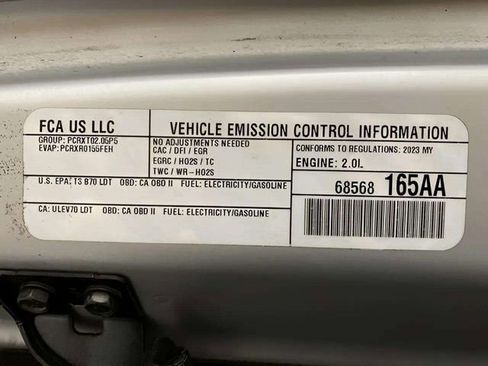 FCA US LLC
GROUP: PCRXT02.05P5
EVAP: PCRXR0155FEH
VEHICLE EMISSION CONTROL INFORMATION
NO ADJUSTMENTS NEEDED
CAC / DFI / EGR
EGRC / HO2S / TC
TWC / WR-HO2S
CONFORMS TO REGULATIONS: 2023 MY
ENGINE: 2.0L
U.S. EPA: T3 B70 LDT OBD: CA OBD II FUEL: ELECTRICITY/GASOLINE
CA: ULEV70 LDT OBD: CA OBD II FUEL: ELECTRICITY/GASOLINE
68568 165AA